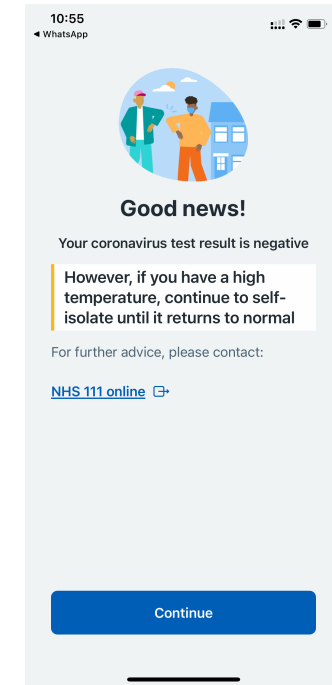 10:55
◀ WhatsApp
Good news!
Your coronavirus test result is negative
However, if you have a high
temperature, continue to self-
isolate until it returns to normal
For further advice, please contact:
NHS 111 online
Continue